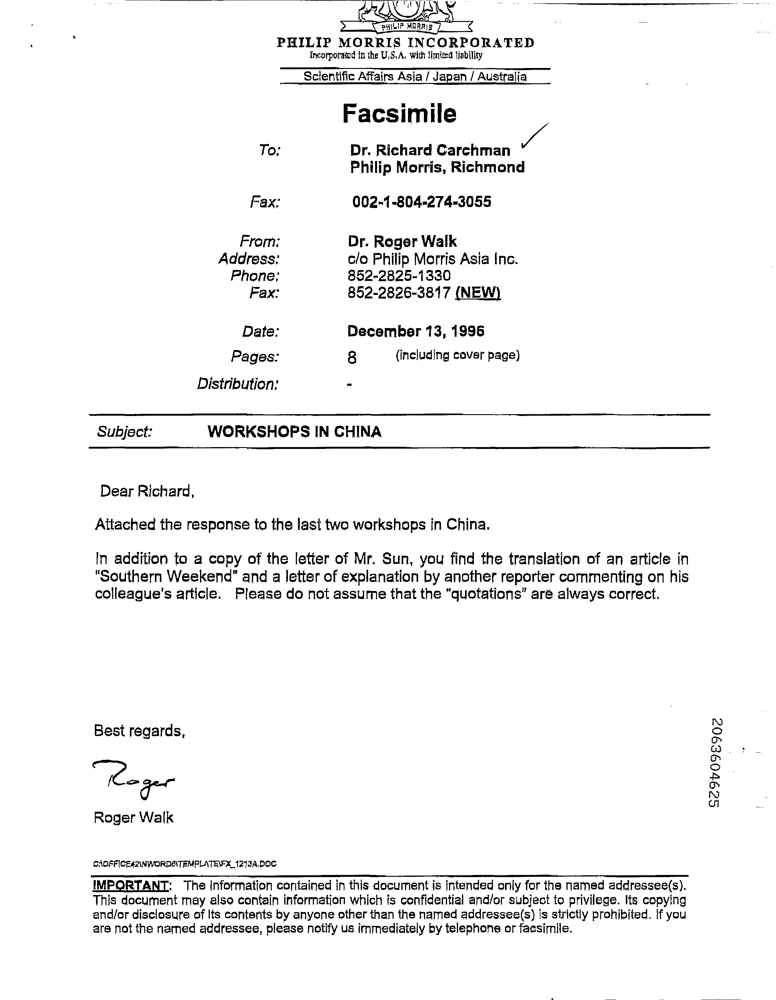 PHILIP MORRIS
PHILIP MORRIS INCORPORATED
Incorporated in the U.S.A. with limited liability
Scientific Affairs Asia / Japan / Australia
Facsimile
To: Dr. Richard Carchman
Philip Morris, Richmond
Fax: 002-1-804-274-3055
From: Dr. Roger Walk
Address: c/o Philip Morris Asia Inc.
Phone: 852-2825-1330
Fax: 852-2826-3817 (NEW)
Date: December 13, 1996
Pages: 8 (including cover page)
Distribution: -
Subject: WORKSHOPS IN CHINA
Dear Richard,
Attached the response to the last two workshops in China.
In addition to a copy of the letter of Mr. Sun, you find the translation of an article in
"Southern Weekend" and a letter of explanation by another reporter commenting on his
colleague's article. Please do not assume that the "quotations" are always correct.
Best regards,
Roger
Roger Walk
2063604625
C:\OFFICE42\WWORD\TEMPLATE\FX_1213A.DOC
IMPORTANT: The information contained in this document is intended only for the named addressee(s).
This document may also contain information which is confidential and/or subject to privilege. Its copying
and/or disclosure of its contents by anyone other than the named addressee(s) is strictly prohibited. If you
are not the named addressee, please notify us immediately by telephone or facsimile.